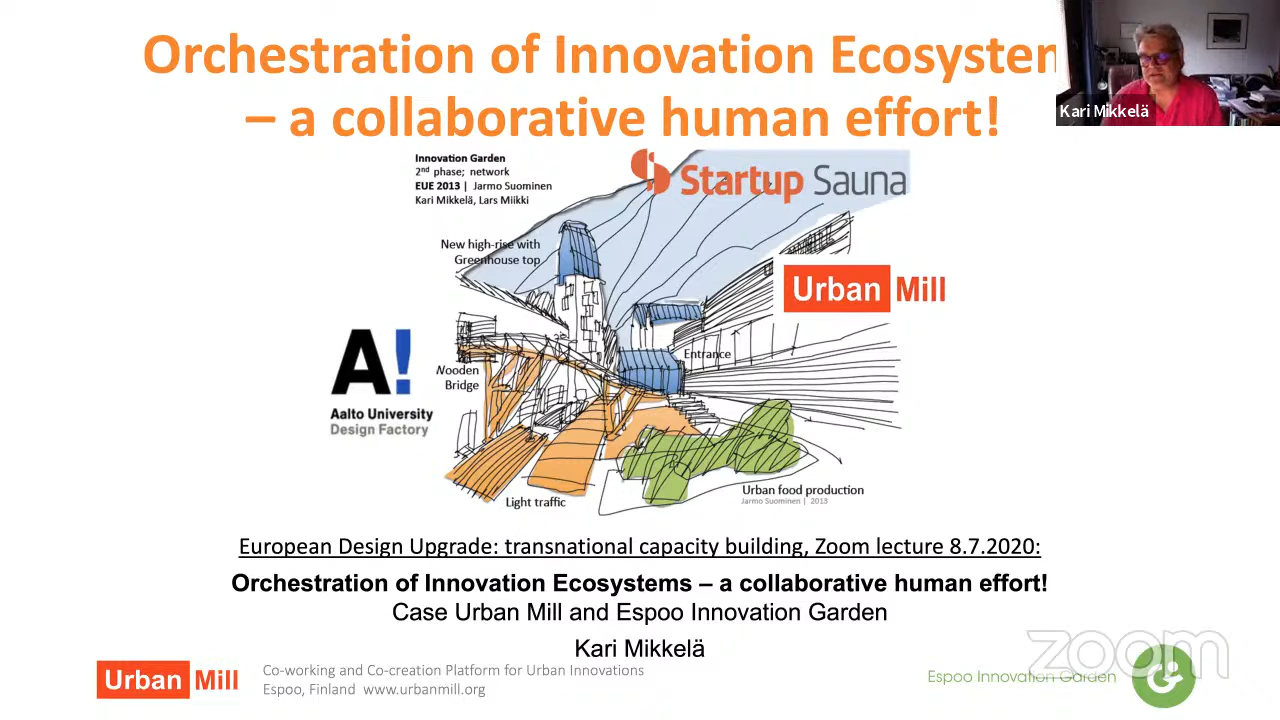 Orchestration of Innovation Ecosystem
– a collaborative human effort!
Kari Mikkelä
Innovation Garden
2nd phase; network
EUE 2013 | Jarmo Suominen
Kari Mikkelä, Lars Miikki
Startup Sauna
New high-rise with
Greenhouse top
Urban Mill
Entrance
Wooden
Bridge
A!
Aalto University
Design Factory
Urban food production
Jarmo Suominen | 2013
Light traffic
European Design Upgrade: transnational capacity building, Zoom lecture 8.7.2020:
Orchestration of Innovation Ecosystems – a collaborative human effort!
Case Urban Mill and Espoo Innovation Garden
Kari Mikkelä
Urban Mill
Co-working and Co-creation Platform for Urban Innovations
Espoo, Finland www.urbanmill.org
Espoo Innovation Garden
zoom